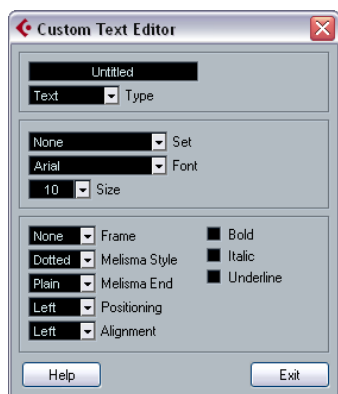 Custom Text Editor
Untitled
Text Type
None Set
Arial Font
10 Size
None Frame Bold
Dotted Melisma Style Italic
Plain Melisma End Underline
Left Positioning
Left Alignment
Help Exit